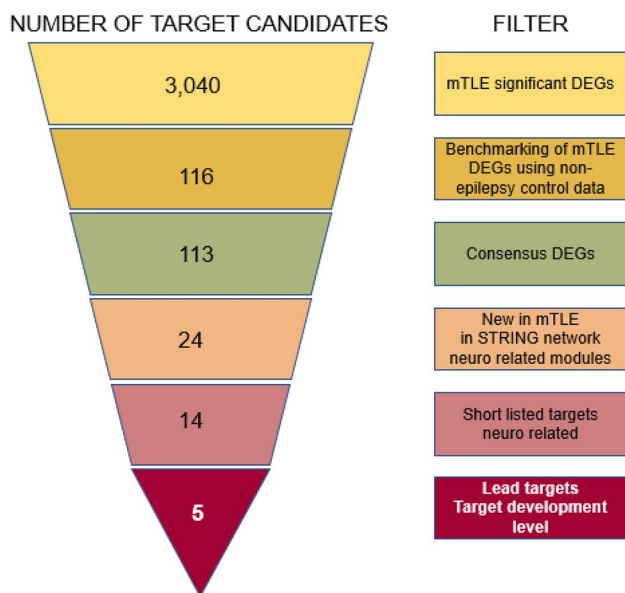 NUMBER OF TARGET CANDIDATES
FILTER
3,040
mTLE significant DEGs
116
Benchmarking of mTLE
DEGs using non-
epilepsy control data
113
Consensus DEGs
24
New in mTLE
in STRING network
neuro related modules
14
Short listed targets
neuro related
5
Lead targets
Target development
level